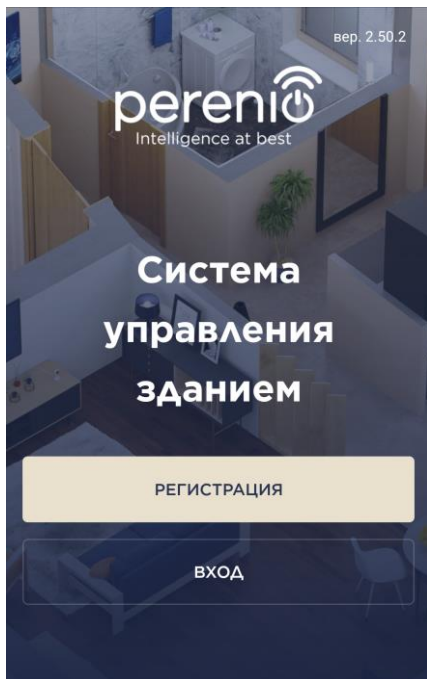 вер. 2.50.2
perenio
Intelligence at best
Система
управления
зданием
РЕГИСТРАЦИЯ
ВХОД